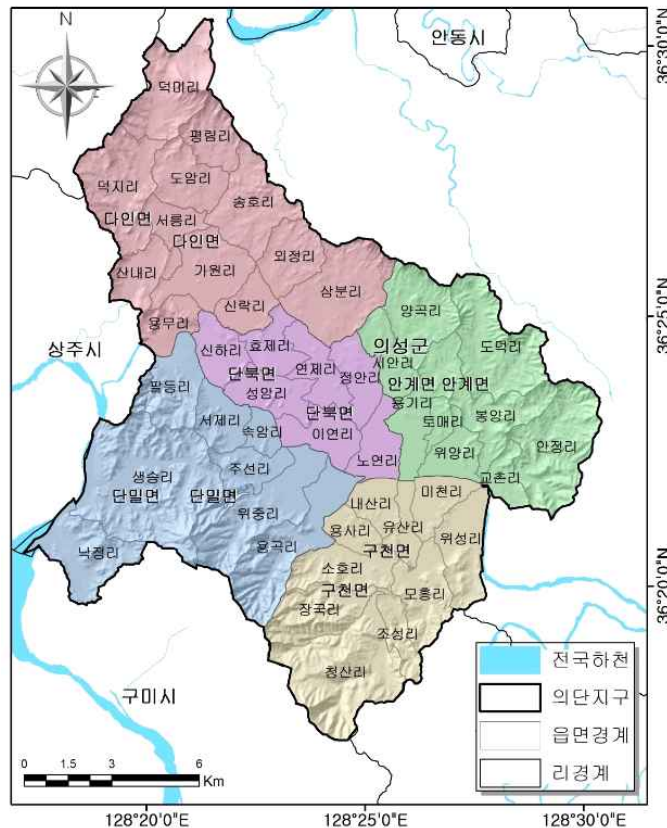 N
안동시
덕미리
평림리
도암리
덕지리
송호리
다인면
서릉리
다인면
외정리
산내리
가원리
삼분리
신락리
양곡리
용무리
상주시
신하리
효제리
의성군
도덕리
연제리
시안리
정안리
단북면
안계면 안계면
팔등리
성암리
용기리
단북면
봉양리
서제리
토매리
속암리
이연리
안정리
위양리
주선리
노연리
생송리
교촌리
단밀면
단밀면
미천리
내산리
위중리
유산리
용사리
위성리
낙정리
용곡리
구천면
소호리
구천면
모흥리
장국리
조성리
청산리
구미시
전국하천
의단지구
읍면경계
리경계
0 1.5 3 6
Km
128°20'0"E 128°25'0"E 128°30'0"E
36°30'0"N
36°25'0"N
36°20'0"N